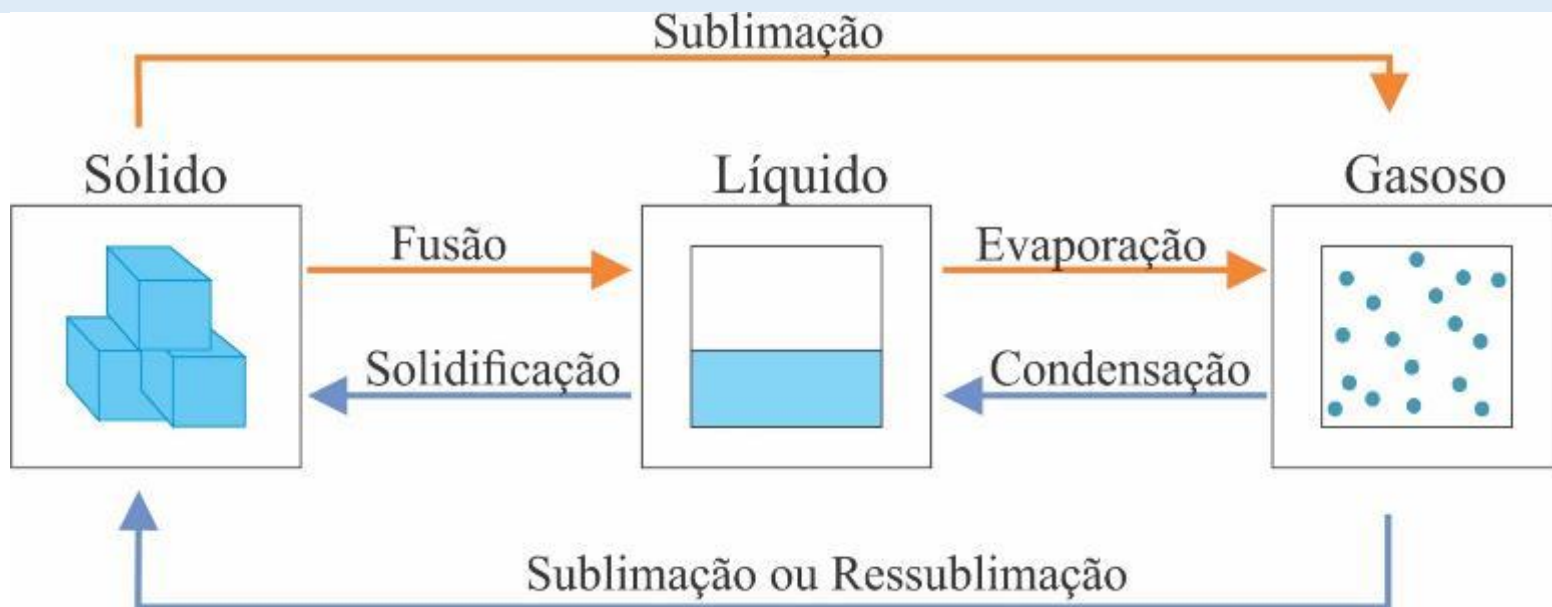 Sublimação
Sólido
Líquido
Gasoso
Fusão
Evaporação
Solidificação
Condensação
Sublimação ou Ressublimação